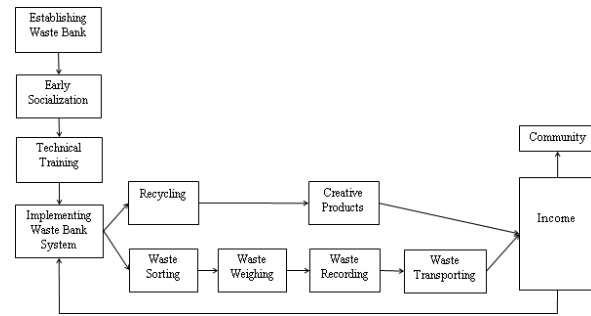 Establishing
Waste Bank
Early
Socialization
Technical
Training
Implementing
Waste Bank
System
Recycling
Creative
Products
Waste
Sorting
Waste
Weighing
Waste
Recording
Waste
Transporting
Community
Income